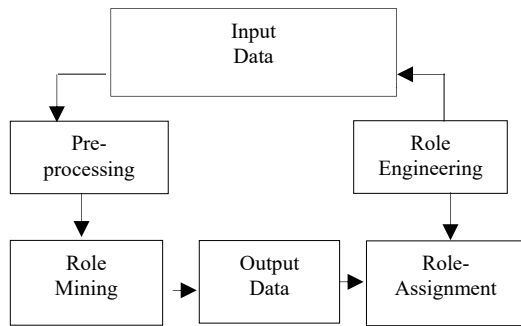 Input
Data
Pre-
processing
Role
Engineering
Role
Mining
Output
Data
Role-
Assignment